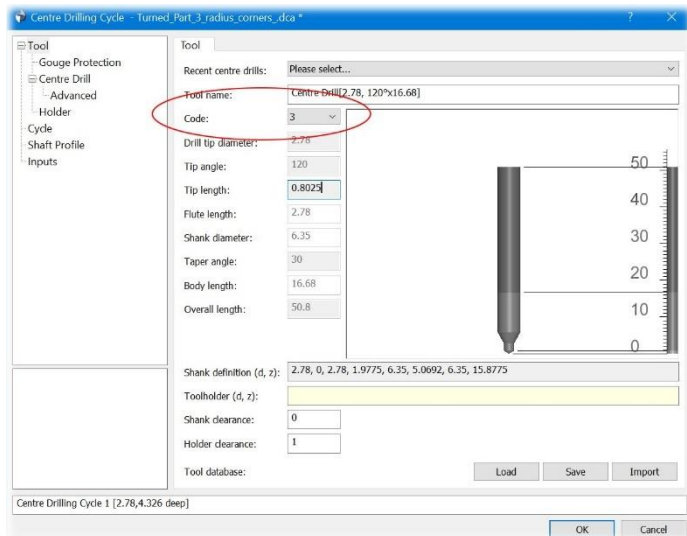 Centre Drilling Cycle - Turned_Part_3_radius_corners_.dca *
Tool
Gouge Protection
Centre Drill
Advanced
Holder
Cycle
Shaft Profile
Inputs
Tool
Recent centre drills: Please select...
Tool name: Centre Drill[2.78, 120°x16.68]
Code: 3
Drill tip diameter: 2.78
Tip angle: 120
Tip length: 0.8025
Flute length: 2.78
Shank diameter: 6.35
Taper angle: 30
Body length: 16.68
Overall length: 50.8
50
40
30
20
10
0
Shank definition (d, z): 2.78, 0, 2.78, 1.9775, 6.35, 5.0692, 6.35, 15.8775
Toolholder (d, z):
Shank clearance: 0
Holder clearance: 1
Tool database: Load Save Import
Centre Drilling Cycle 1 [2.78,4.326 deep]
OK Cancel